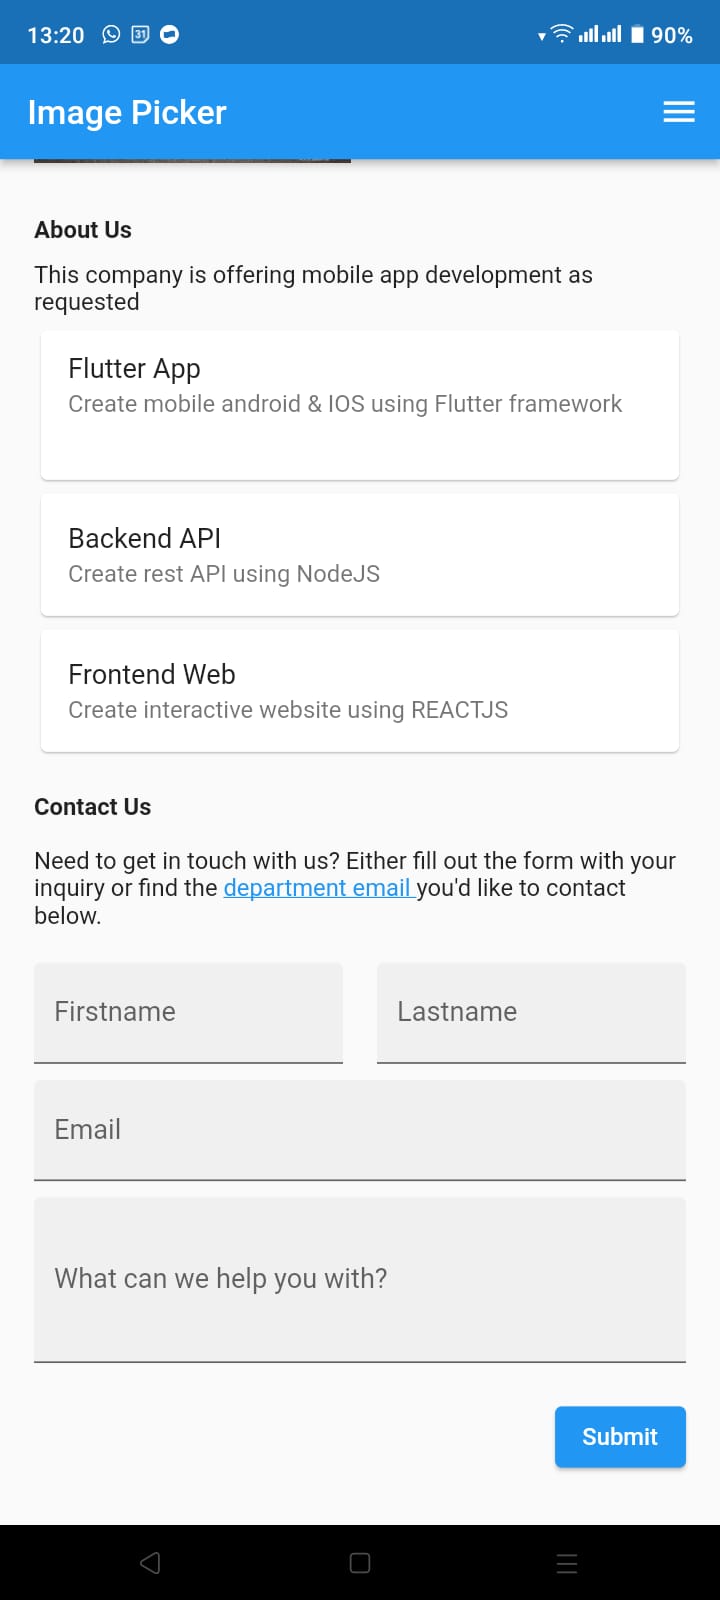 13:20 31 90%
Image Picker
About Us
This company is offering mobile app development as
requested
Flutter App
Create mobile android & IOS using Flutter framework
Backend API
Create rest API using NodeJS
Frontend Web
Create interactive website using REACTJS
Contact Us
Need to get in touch with us? Either fill out the form with your
inquiry or find the department email you'd like to contact
below.
Firstname Lastname
Email
What can we help you with?
Submit